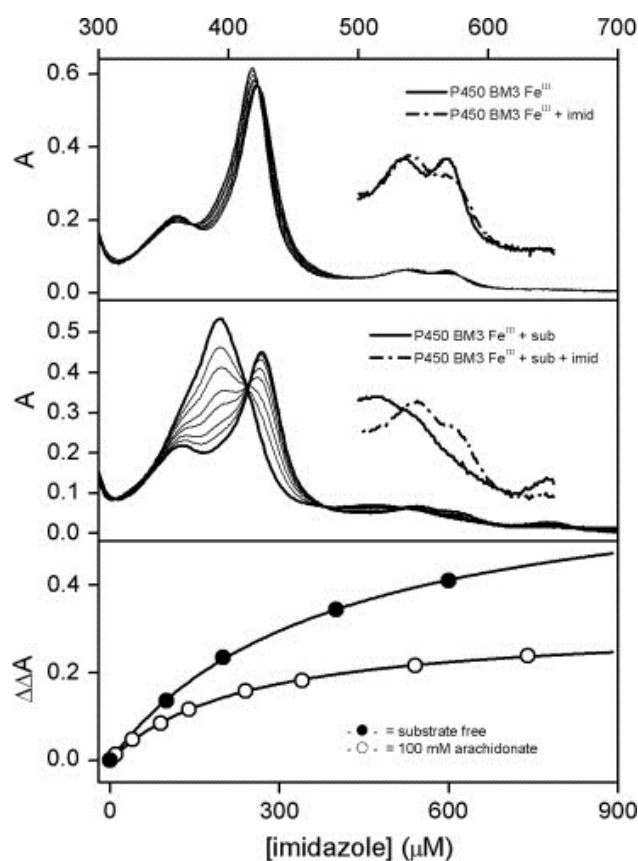 300 400 500 600 700
0.6
0.4
0.2
0.0
A
P450 BM3 Fe^III
P450 BM3 Fe^III + imid
0.5
0.4
0.3
0.2
0.1
0.0
A
P450 BM3 Fe^III + sub
P450 BM3 Fe^III + sub + imid
0.4
0.2
0.0
ΔΔA
= substrate free
= 100 mM arachidonate
0 300 600 900
[imidazole] (μM)